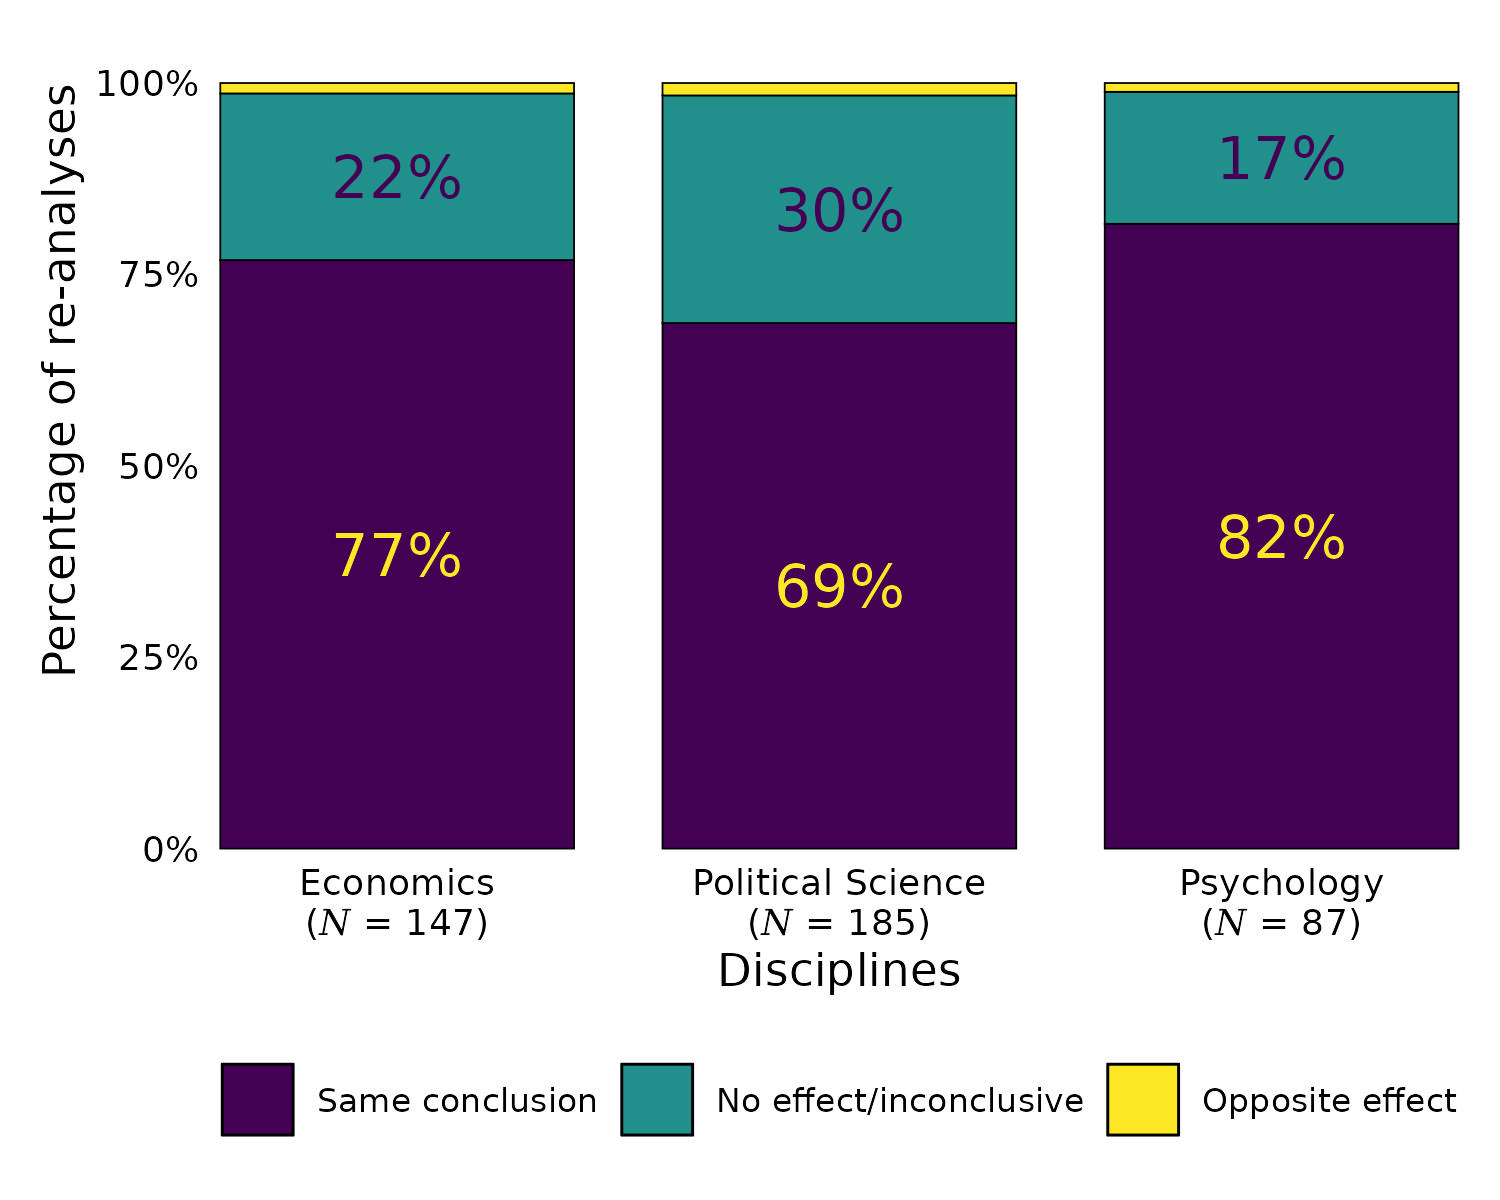 Percentage of re-analyses
100%
75%
50%
25%
0%
22%
30%
17%
77%
69%
82%
Economics
(N = 147)
Political Science
(N = 185)
Psychology
(N = 87)
Disciplines
Same conclusion
No effect/inconclusive
Opposite effect